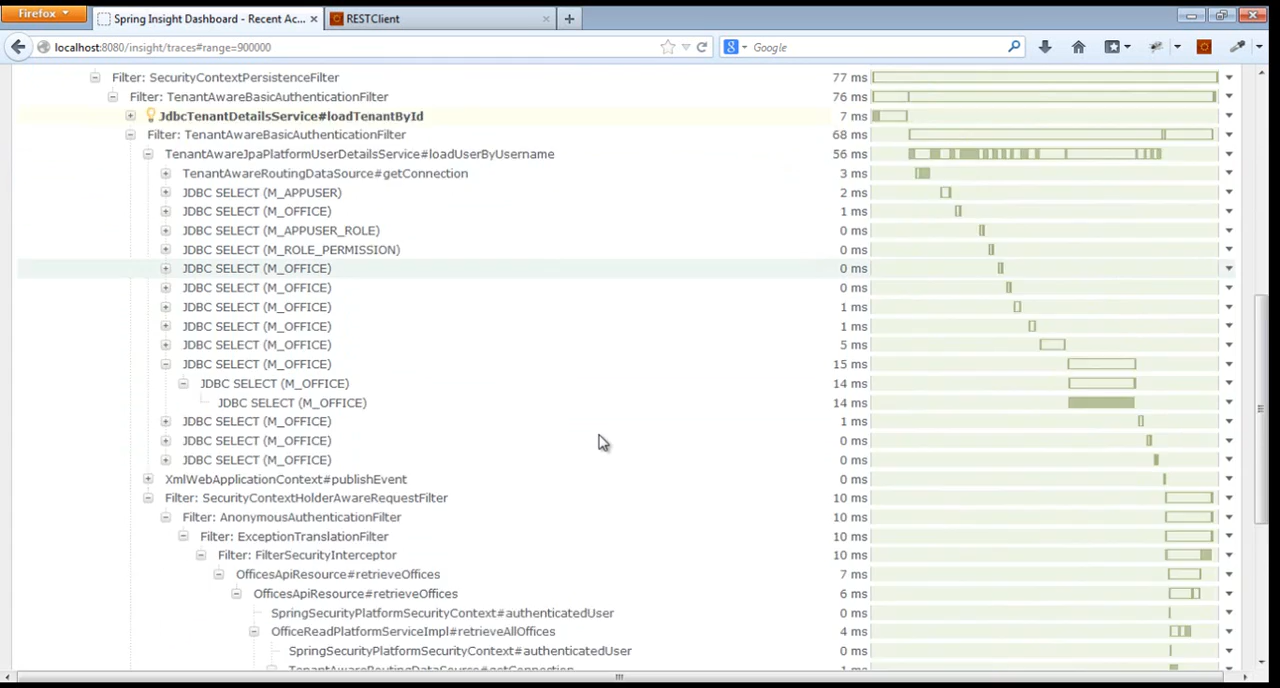 Firefox
Spring Insight Dashboard - Recent Ac... ×
RESTClient ×
localhost:8080/insight/traces#range=900000
Google
Filter: SecurityContextPersistenceFilter 77 ms
Filter: TenantAwareBasicAuthenticationFilter 76 ms
JdbcTenantDetailsService#loadTenantById 7 ms
Filter: TenantAwareBasicAuthenticationFilter 68 ms
TenantAwareJpaPlatformUserDetailsService#loadUserByUsername 56 ms
TenantAwareRoutingDataSource#getConnection 3 ms
JDBC SELECT (M_APPUSER) 2 ms
JDBC SELECT (M_OFFICE) 1 ms
JDBC SELECT (M_APPUSER_ROLE) 0 ms
JDBC SELECT (M_ROLE_PERMISSION) 0 ms
JDBC SELECT (M_OFFICE) 0 ms
JDBC SELECT (M_OFFICE) 0 ms
JDBC SELECT (M_OFFICE) 1 ms
JDBC SELECT (M_OFFICE) 1 ms
JDBC SELECT (M_OFFICE) 5 ms
JDBC SELECT (M_OFFICE) 15 ms
JDBC SELECT (M_OFFICE) 14 ms
JDBC SELECT (M_OFFICE) 14 ms
JDBC SELECT (M_OFFICE) 1 ms
JDBC SELECT (M_OFFICE) 0 ms
JDBC SELECT (M_OFFICE) 0 ms
XmlWebApplicationContext#publishEvent 0 ms
Filter: SecurityContextHolderAwareRequestFilter 10 ms
Filter: AnonymousAuthenticationFilter 10 ms
Filter: ExceptionTranslationFilter 10 ms
Filter: FilterSecurityInterceptor 10 ms
OfficesApiResource#retrieveOffices 7 ms
OfficesApiResource#retrieveOffices 6 ms
SpringSecurityPlatformSecurityContext#authenticatedUser 0 ms
OfficeReadPlatformServiceImpl#retrieveAllOffices 4 ms
SpringSecurityPlatformSecurityContext#authenticatedUser 0 ms
TenantAwareRoutingDataSource#getConnection 1 ms